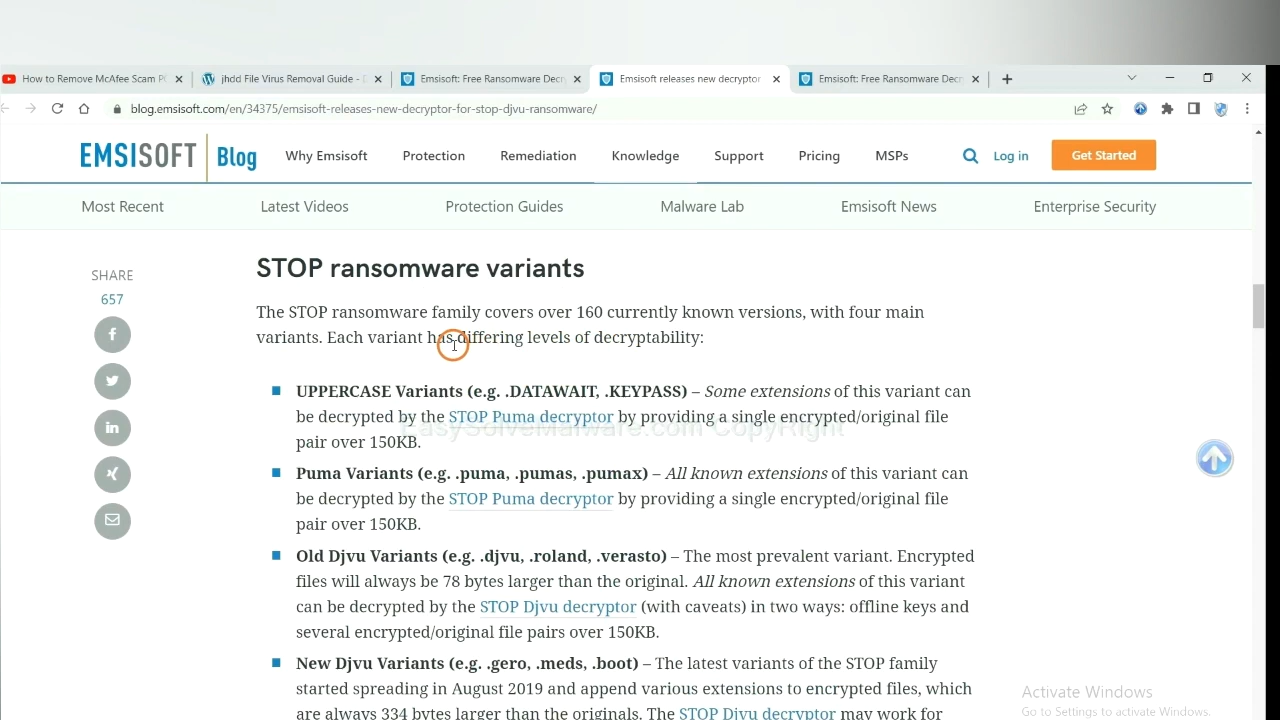 How to Remove McAfee Scam P
jhdd File Virus Removal Guide -
Emsisoft: Free Ransomware Decr
Emsisoft releases new decryptor
Emsisoft: Free Ransomware Decr
blog.emsisoft.com/en/34375/emsisoft-releases-new-decryptor-for-stop-djvu-ransomware/
EMSISOFT Blog Why Emsisoft Protection Remediation Knowledge Support Pricing MSPs Log in Get Started
Most Recent Latest Videos Protection Guides Malware Lab Emsisoft News Enterprise Security
SHARE
657
STOP ransomware variants
The STOP ransomware family covers over 160 currently known versions, with four main
variants. Each variant has differing levels of decryptability:
UPPERCASE Variants (e.g. .DATAWAIT, .KEYPASS) – Some extensions of this variant can
be decrypted by the STOP Puma decryptor by providing a single encrypted/original file
pair over 150KB.
EasySolveMalware.com CopyRight
Puma Variants (e.g. .puma, .pumas, .pumax) – All known extensions of this variant can
be decrypted by the STOP Puma decryptor by providing a single encrypted/original file
pair over 150KB.
Old Djvu Variants (e.g. .djvu, .roland, .verasto) – The most prevalent variant. Encrypted
files will always be 78 bytes larger than the original. All known extensions of this variant
can be decrypted by the STOP Djvu decryptor (with caveats) in two ways: offline keys and
several encrypted/original file pairs over 150KB.
New Djvu Variants (e.g. .gero, .meds, .boot) – The latest variants of the STOP family
started spreading in August 2019 and append various extensions to encrypted files, which
are always 334 bytes larger than the originals. The STOP Djvu decryptor may work for
Activate Windows
Go to Settings to activate Windows.